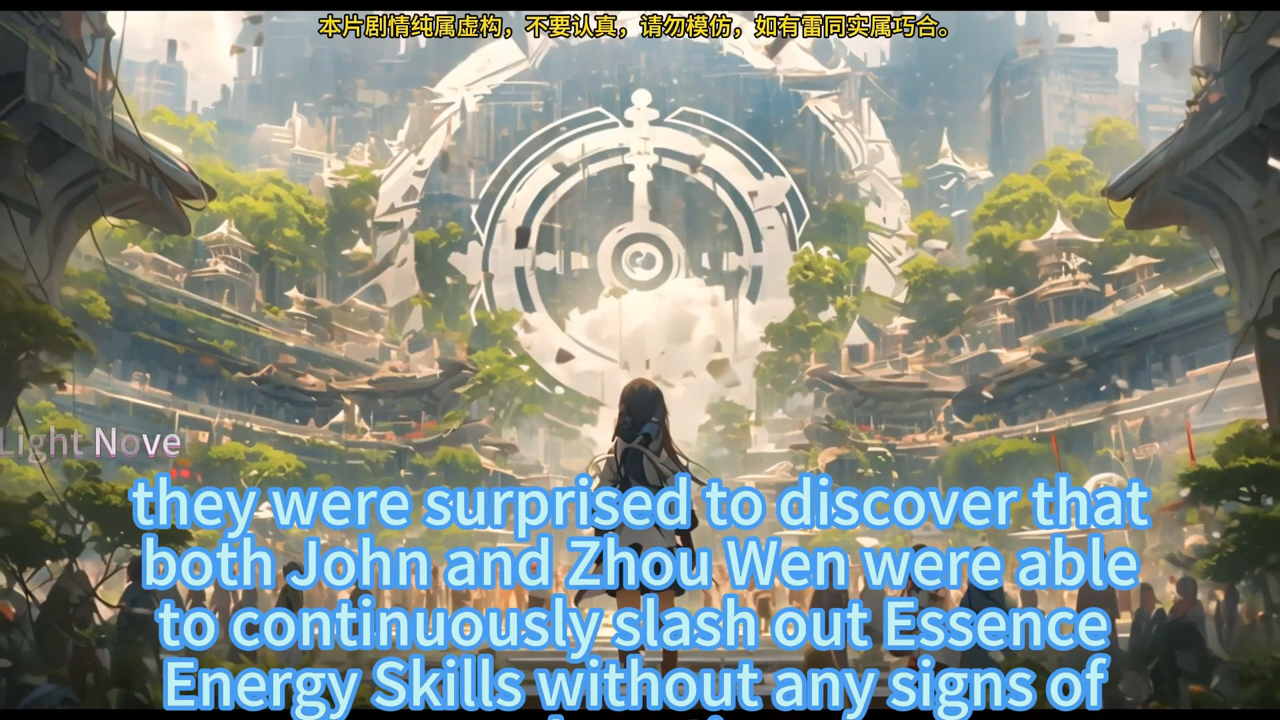 本片剧情纯属虚构，不要认真，请勿模仿，如有雷同实属巧合。
Light Nove
they were surprised to discover that
both John and Zhou Wen were able
to continuously slash out Essence
Energy Skills without any signs of